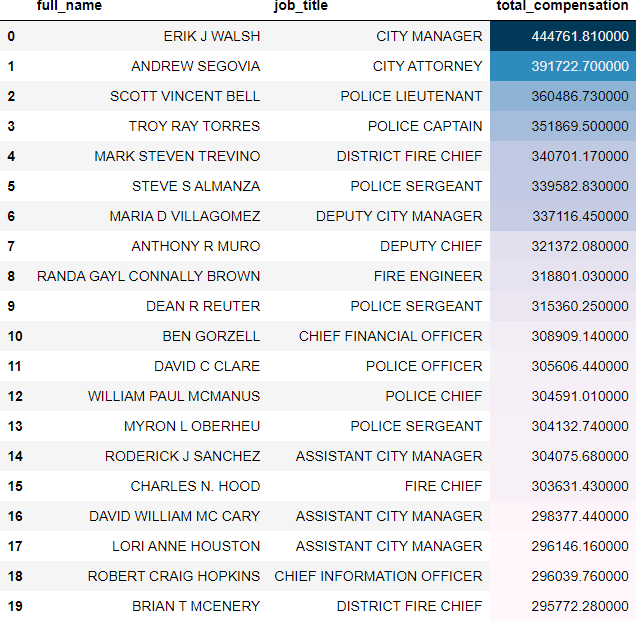 full_name job_title total_compensation
0 ERIK J WALSH CITY MANAGER 444761.810000
1 ANDREW SEGOVIA CITY ATTORNEY 391722.700000
2 SCOTT VINCENT BELL POLICE LIEUTENANT 360486.730000
3 TROY RAY TORRES POLICE CAPTAIN 351869.500000
4 MARK STEVEN TREVINO DISTRICT FIRE CHIEF 340701.170000
5 STEVE S ALMANZA POLICE SERGEANT 339582.830000
6 MARIA D VILLAGOMEZ DEPUTY CITY MANAGER 337116.450000
7 ANTHONY R MURO DEPUTY CHIEF 321372.080000
8 RANDA GAYL CONNALLY BROWN FIRE ENGINEER 318801.030000
9 DEAN R REUTER POLICE SERGEANT 315360.250000
10 BEN GORZELL CHIEF FINANCIAL OFFICER 308909.140000
11 DAVID C CLARE POLICE OFFICER 305606.440000
12 WILLIAM PAUL MCMANUS POLICE CHIEF 304591.010000
13 MYRON L OBERHEU POLICE SERGEANT 304132.740000
14 RODERICK J SANCHEZ ASSISTANT CITY MANAGER 304075.680000
15 CHARLES N. HOOD FIRE CHIEF 303631.430000
16 DAVID WILLIAM MC CARY ASSISTANT CITY MANAGER 298377.440000
17 LORI ANNE HOUSTON ASSISTANT CITY MANAGER 296146.160000
18 ROBERT CRAIG HOPKINS CHIEF INFORMATION OFFICER 296039.760000
19 BRIAN T MCENERY DISTRICT FIRE CHIEF 295772.280000